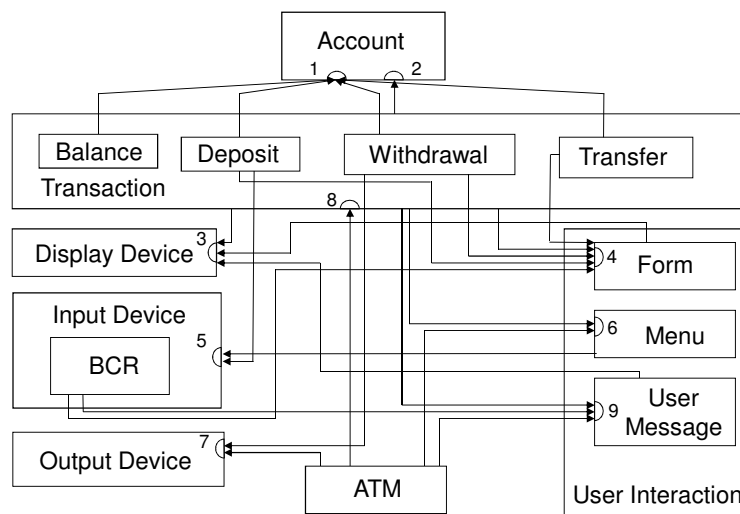 Account
1
2
Balance
Deposit
Withdrawal
Transfer
Transaction
8
3
Display Device
4
Form
Input Device
5
6
Menu
BCR
User
9
Message
7
Output Device
ATM
User Interaction